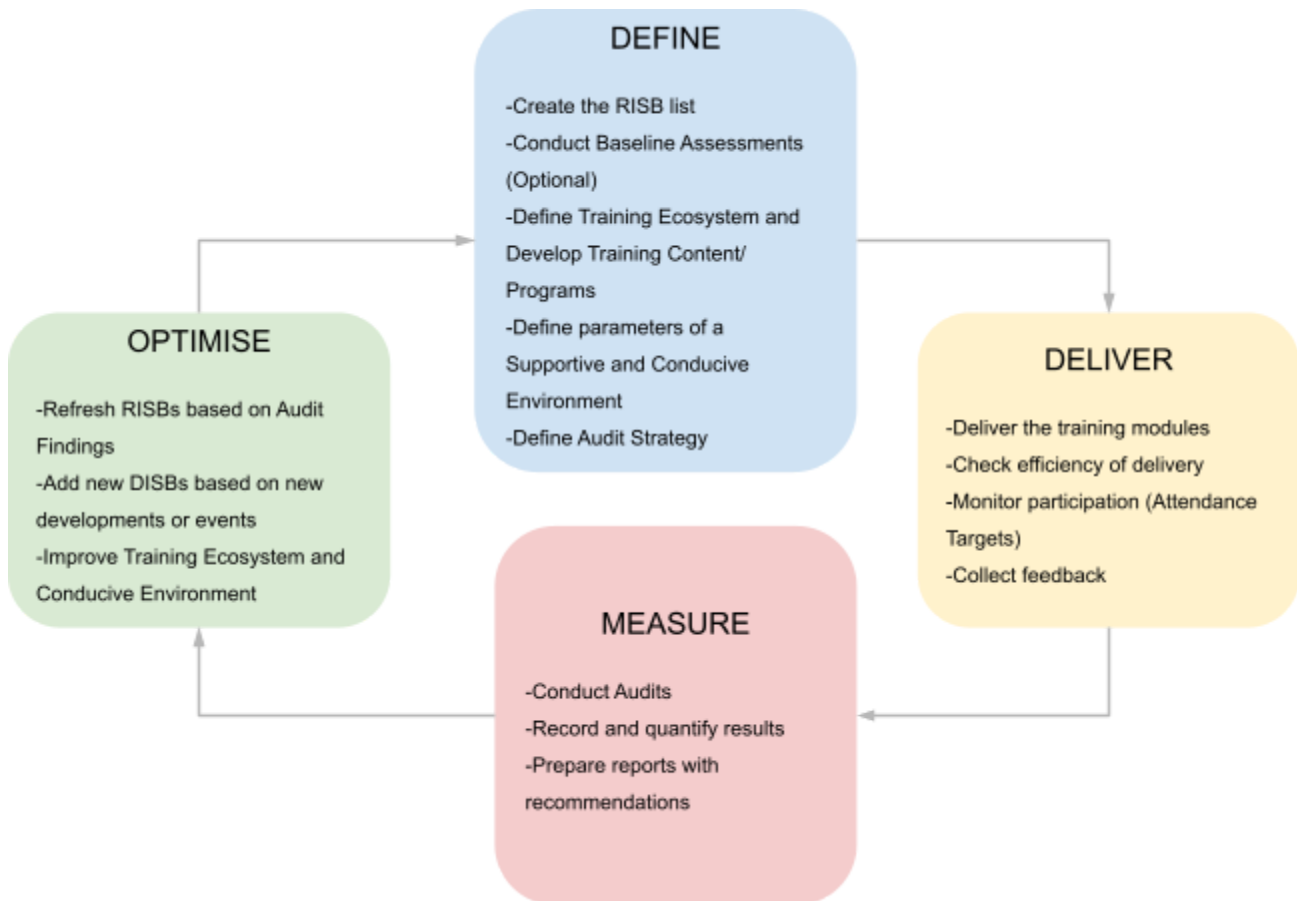 DEFINE
-Create the RISB list
-Conduct Baseline Assessments
(Optional)
-Define Training Ecosystem and
Develop Training Content/
Programs
-Define parameters of a
Supportive and Conducive
Environment
-Define Audit Strategy
OPTIMISE
-Refresh RISBs based on Audit
Findings
-Add new DISBs based on new
developments or events
-Improve Training Ecosystem and
Conducive Environment
DELIVER
-Deliver the training modules
-Check efficiency of delivery
-Monitor participation (Attendance
Targets)
-Collect feedback
MEASURE
-Conduct Audits
-Record and quantify results
-Prepare reports with
recommendations